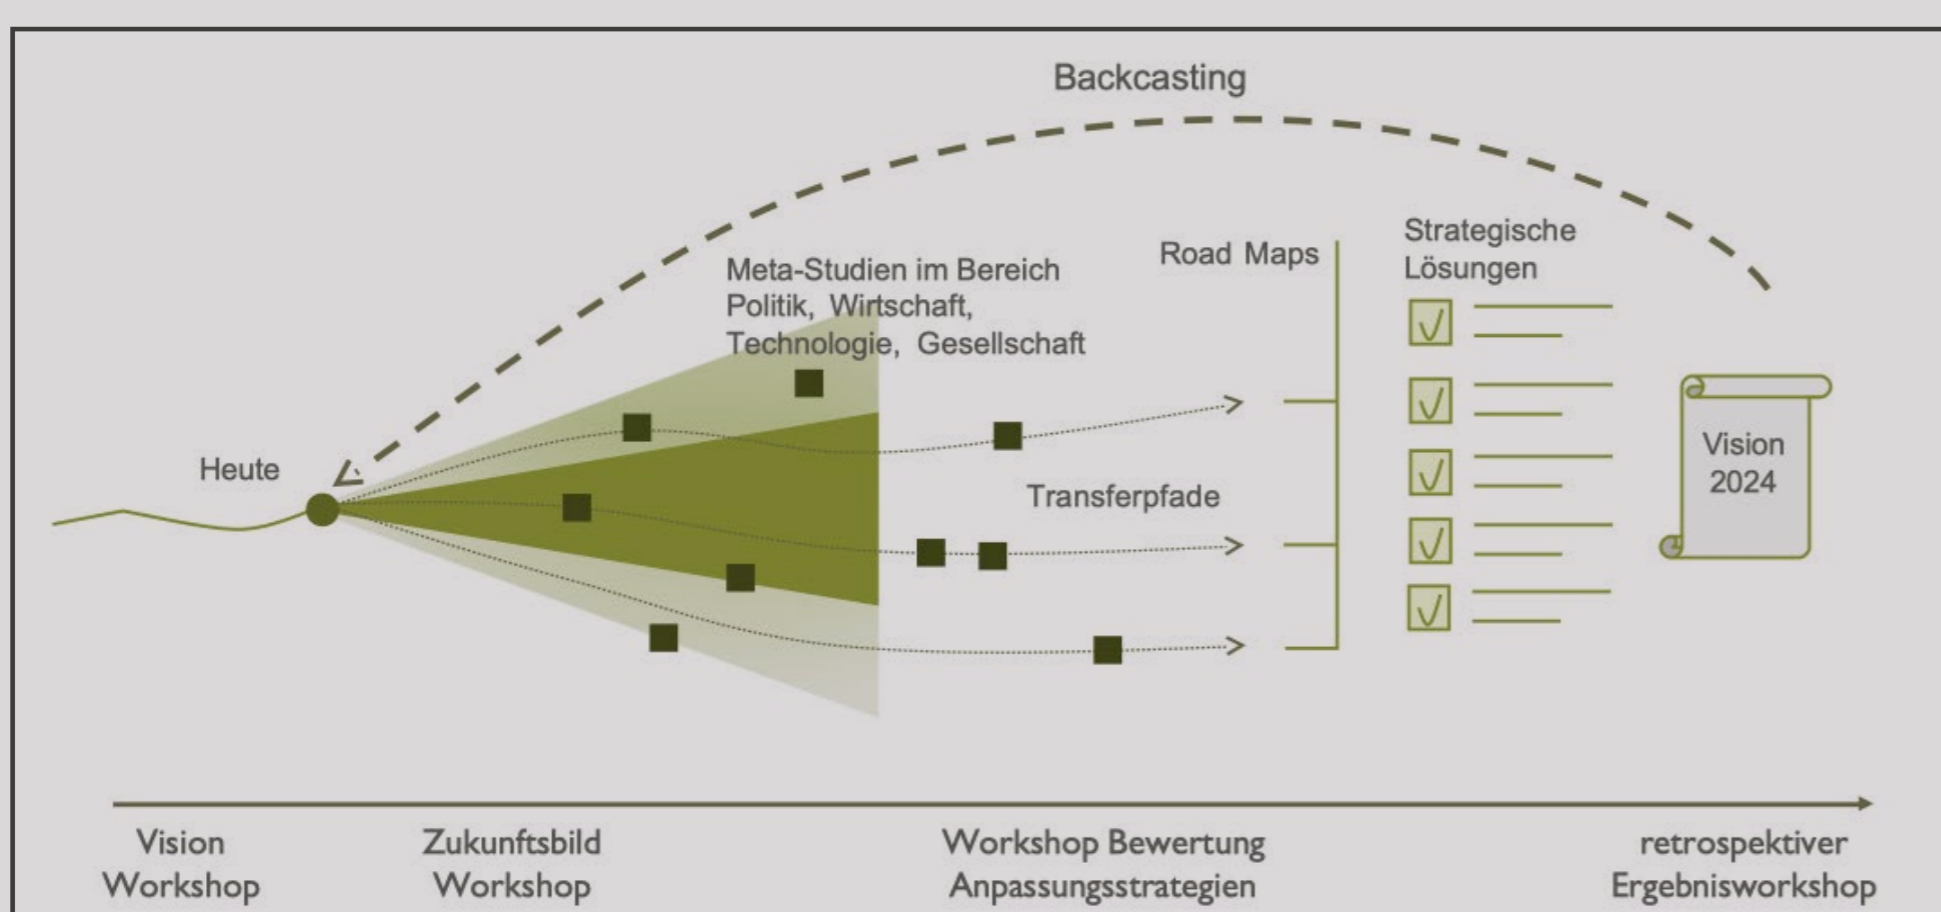 Backcasting
Strategische
Lösungen
Road Maps
Meta-Studien im Bereich
Politik, Wirtschaft,
Technologie, Gesellschaft
Heute
Transferpfade
Vision
2024
Vision
Workshop
Zukunftsbild
Workshop
Workshop Bewertung
Anpassungsstrategien
retrospektiver
Ergebnisworkshop